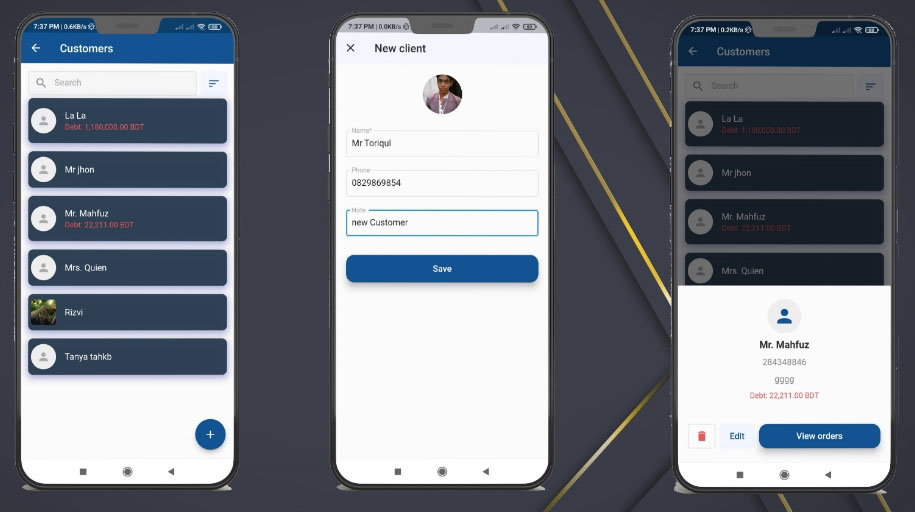 7:37 PM | 0.6KB/s
Customers
Search
La La
Debt: 1,180,000.00 BDT
Mr jhon
Mr. Mahfuz
Debt: 22,211.00 BDT
Mrs. Quien
Rizvi
Tanya tahkb
+
7:37 PM | 0.0KB/s
New client
Name*
Mr Toriqul
Phone
0829869854
Note
new Customer
Save
7:37 PM | 0.2KB/s
Customers
Search
La La
Debt: 1,180,000.00 BDT
Mr jhon
Mr. Mahfuz
Debt: 22,211.00 BDT
Mrs. Quien
Mr. Mahfuz
284348846
gggg
Debt: 22,211.00 BDT
Edit
View orders